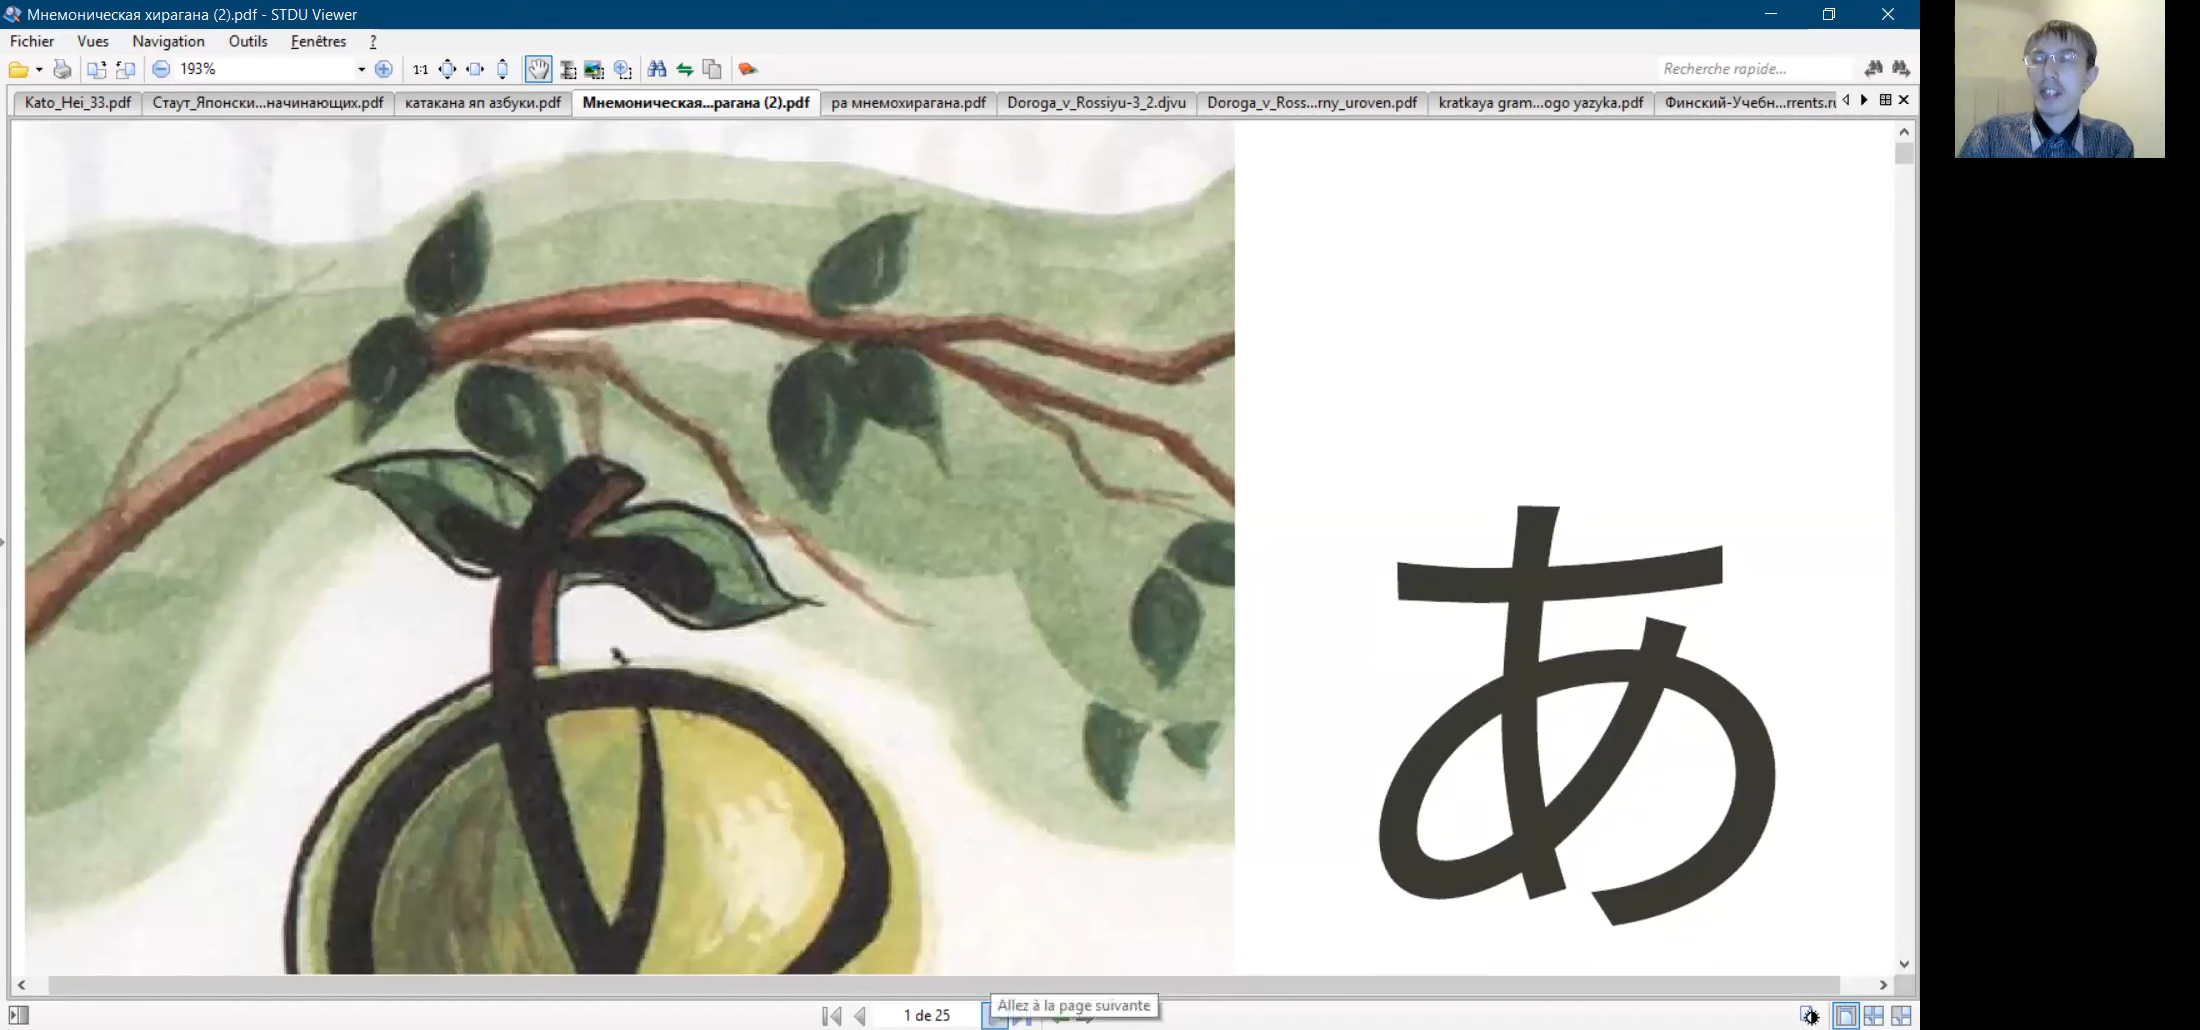 Мнемоническая хирагана (2).pdf - STDU Viewer
Fichier Vues Navigation Outils Fenêtres ?
193% 1:1 Recherche rapide...
Kato_Hei_33.pdf Стаут_Японски...начинающих.pdf катакана яп азбуки.pdf Мнемоническая...рагана (2).pdf ра мнемохирагана.pdf Doroga_v_Rossiyu-3_2.djvu Doroga_v_Ross...rny_uroven.pdf kratkaya gram...ogo yazyka.pdf Финский-Учебн...rrents.ru
あ
Allez à la page suivante
1 de 25